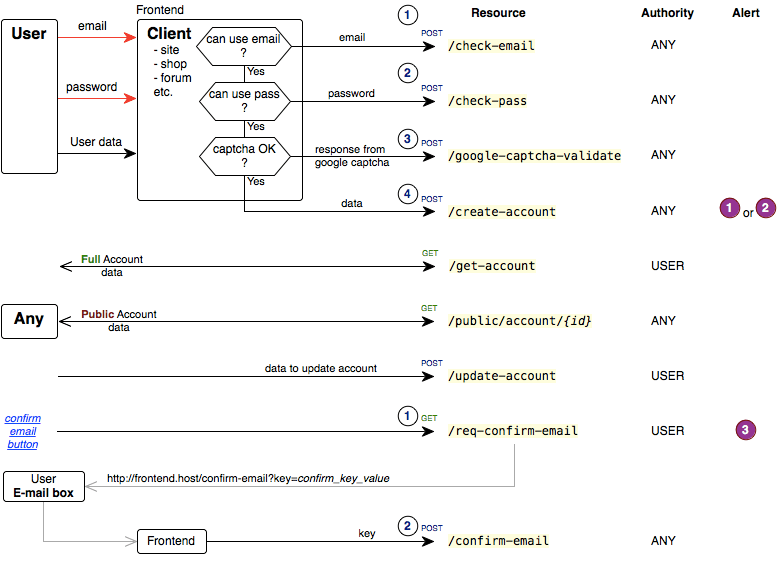 Frontend
Resource
Authority
Alert
User
email
Client
- site
- shop
- forum
etc.
can use email
?
Yes
email
1
POST
/check-email
ANY
password
can use pass
?
Yes
password
2
POST
/check-pass
ANY
User data
captcha OK
?
Yes
response from
google captcha
3
POST
/google-captcha-validate
ANY
data
4
POST
/create-account
ANY
1 or 2
Full Account
data
GET
/get-account
USER
Any
Public Account
data
GET
/public/account/{id}
ANY
data to update account
POST
/update-account
USER
confirm
email
button
1
GET
/req-confirm-email
USER
3
User
E-mail box
http://frontend.host/confirm-email?key=confirm_key_value
Frontend
key
2
POST
/confirm-email
ANY